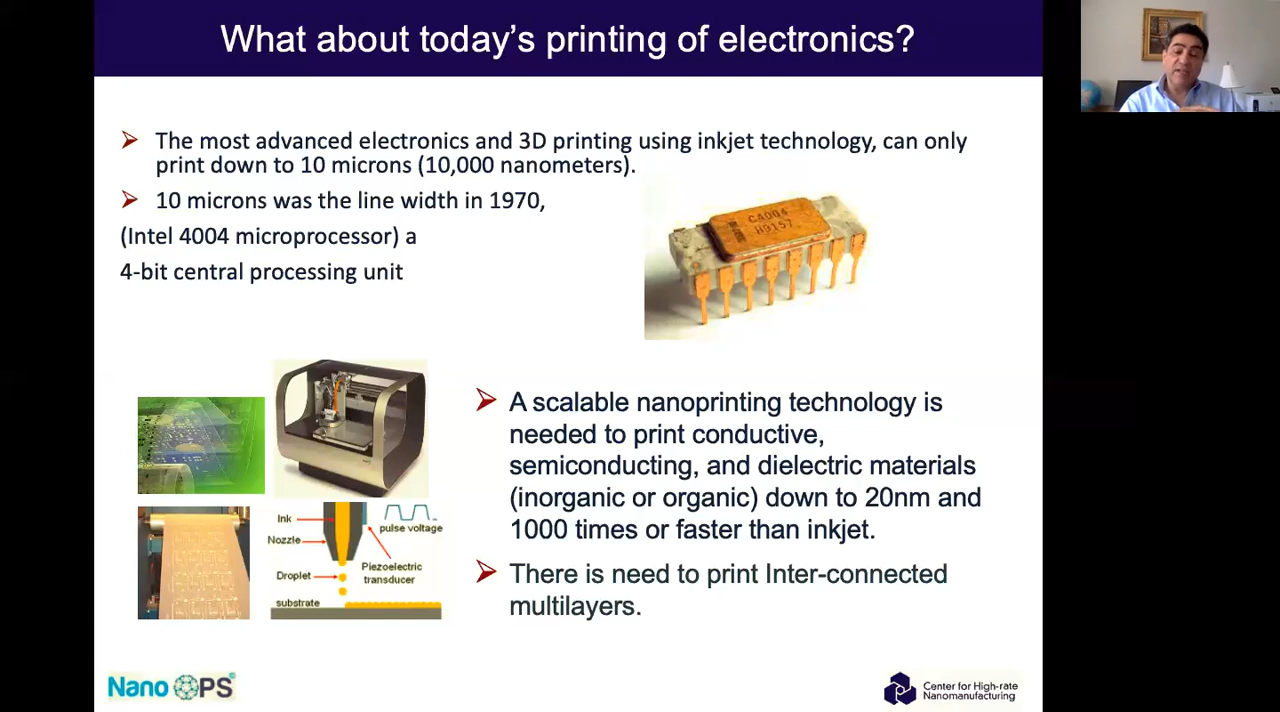 What about today's printing of electronics?
➢ The most advanced electronics and 3D printing using inkjet technology, can only
print down to 10 microns (10,000 nanometers).
➢ 10 microns was the line width in 1970,
(Intel 4004 microprocessor) a
4-bit central processing unit
C4004
H9157
➢ A scalable nanoprinting technology is
needed to print conductive,
semiconducting, and dielectric materials
(inorganic or organic) down to 20nm and
1000 times or faster than inkjet.
➢ There is need to print Inter-connected
multilayers.
Ink
pulse voltage
Nozzle
Piezoelectric
transducer
Droplet
substrate
Nano OPS
Center for High-rate
Nanomanufacturing